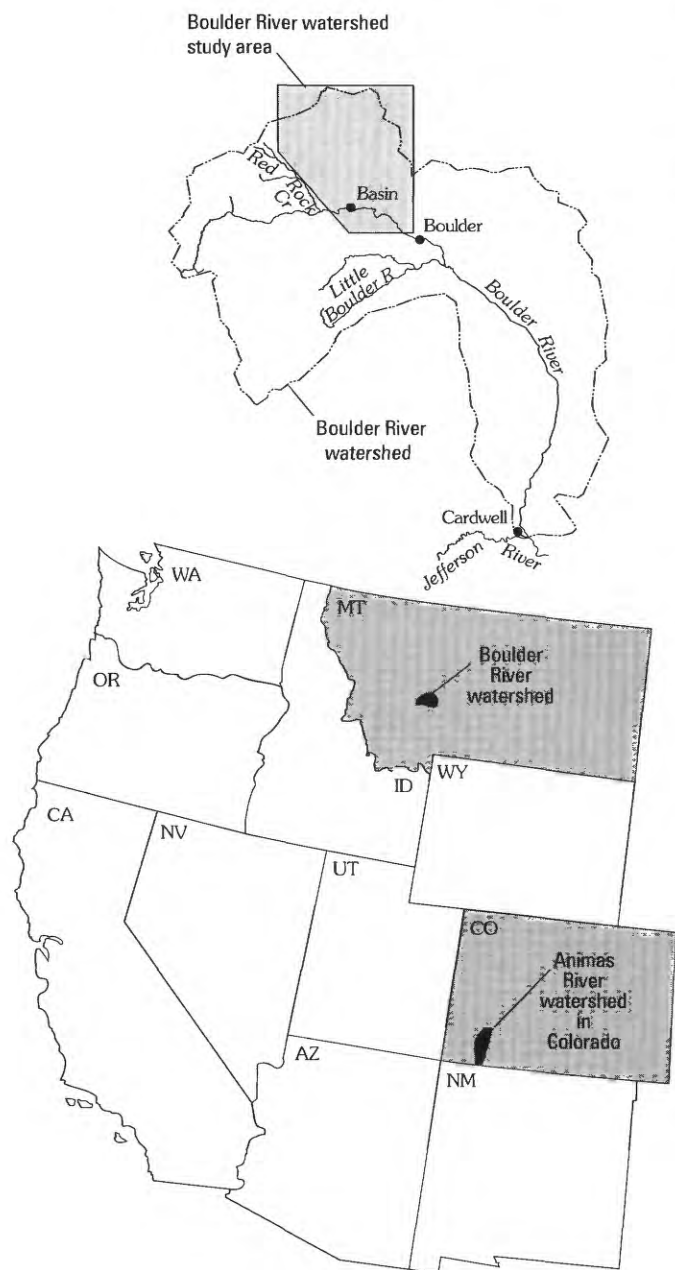 Boulder River watershed
study area
Red Rock
Cr
Basin
Boulder
Little
Boulder R
Boulder River
Boulder River
watershed
Cardwell
Jefferson River
WA
MT
Boulder
River
watershed
OR
ID
WY
CA
NV
UT
CO
Animas
River
watershed
in
Colorado
AZ
NM